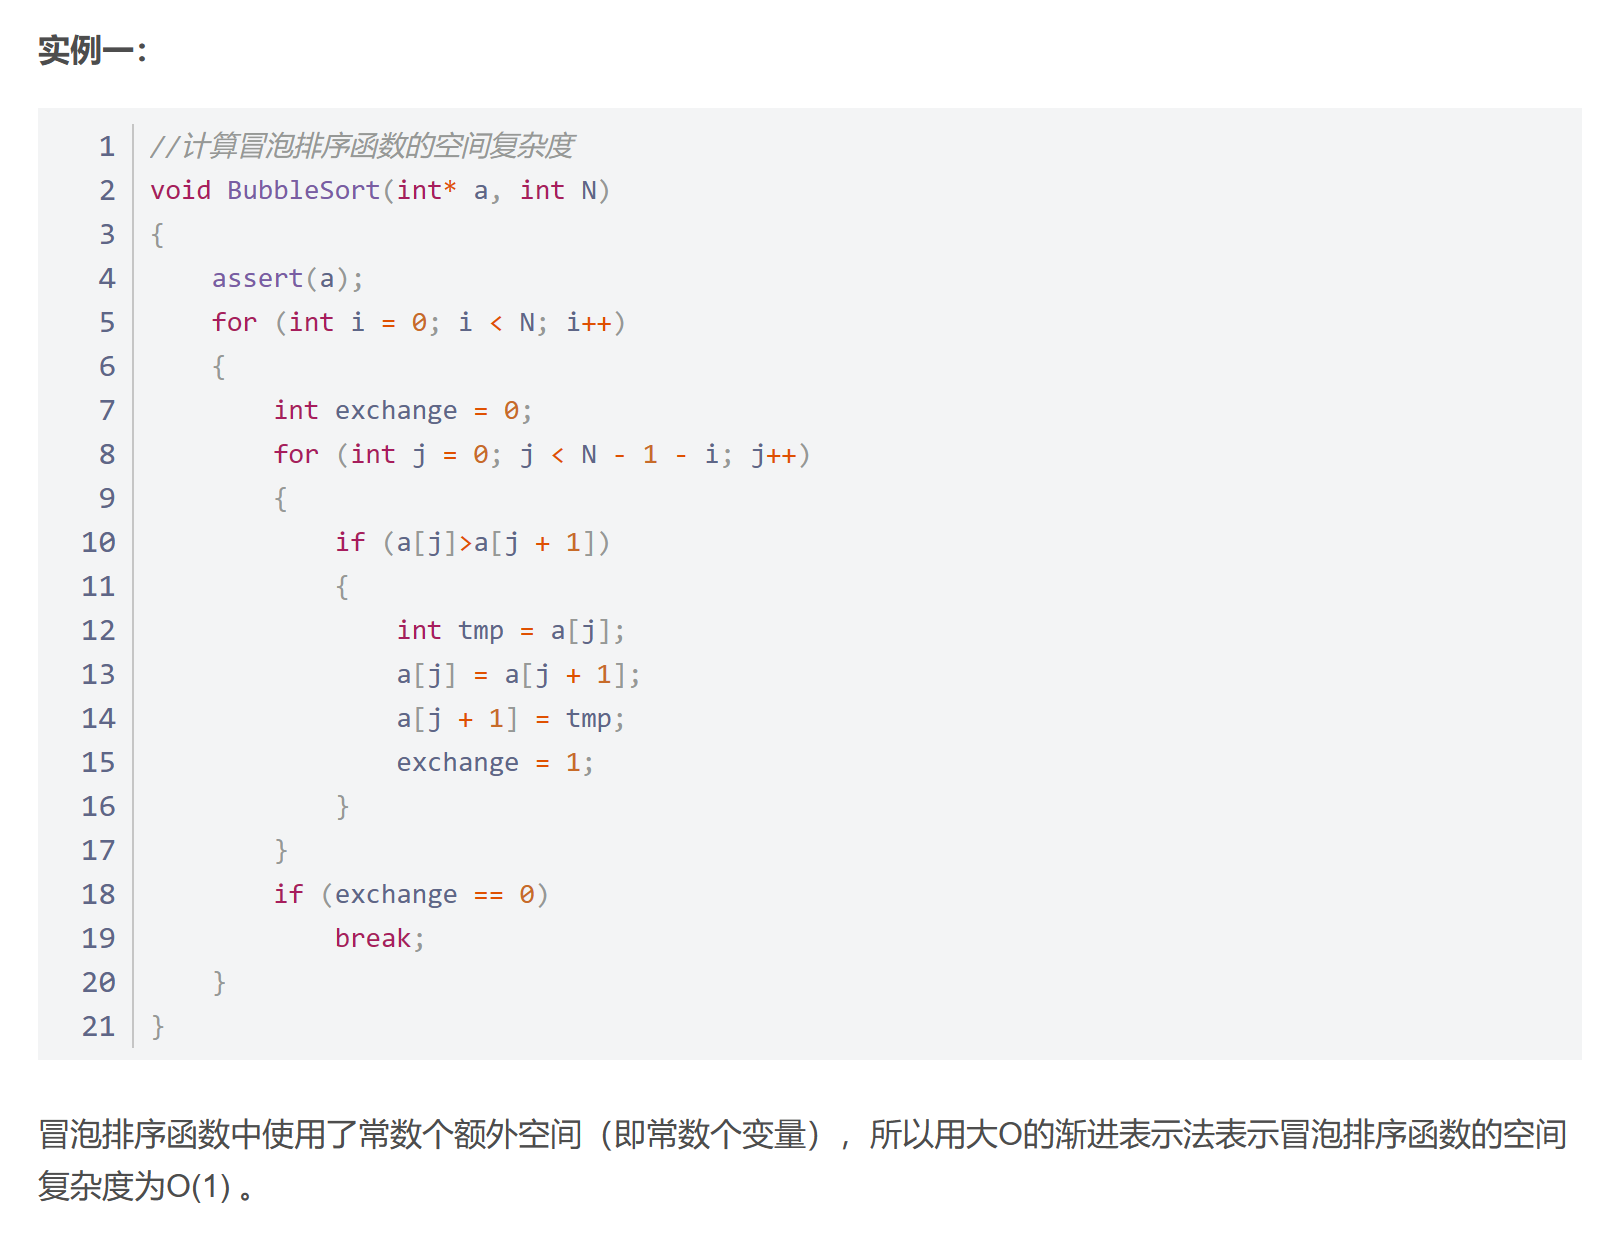 实例一：
1 //计算冒泡排序函数的空间复杂度
2 void BubbleSort(int* a, int N)
3 {
4     assert(a);
5     for (int i = 0; i < N; i++)
6     {
7         int exchange = 0;
8         for (int j = 0; j < N - 1 - i; j++)
9         {
10             if (a[j]>a[j + 1])
11             {
12                 int tmp = a[j];
13                 a[j] = a[j + 1];
14                 a[j + 1] = tmp;
15                 exchange = 1;
16             }
17         }
18         if (exchange == 0)
19             break;
20     }
21 }
冒泡排序函数中使用了常数个额外空间（即常数个变量），所以用大O的渐进表示法表示冒泡排序函数的空间
复杂度为O(1) 。